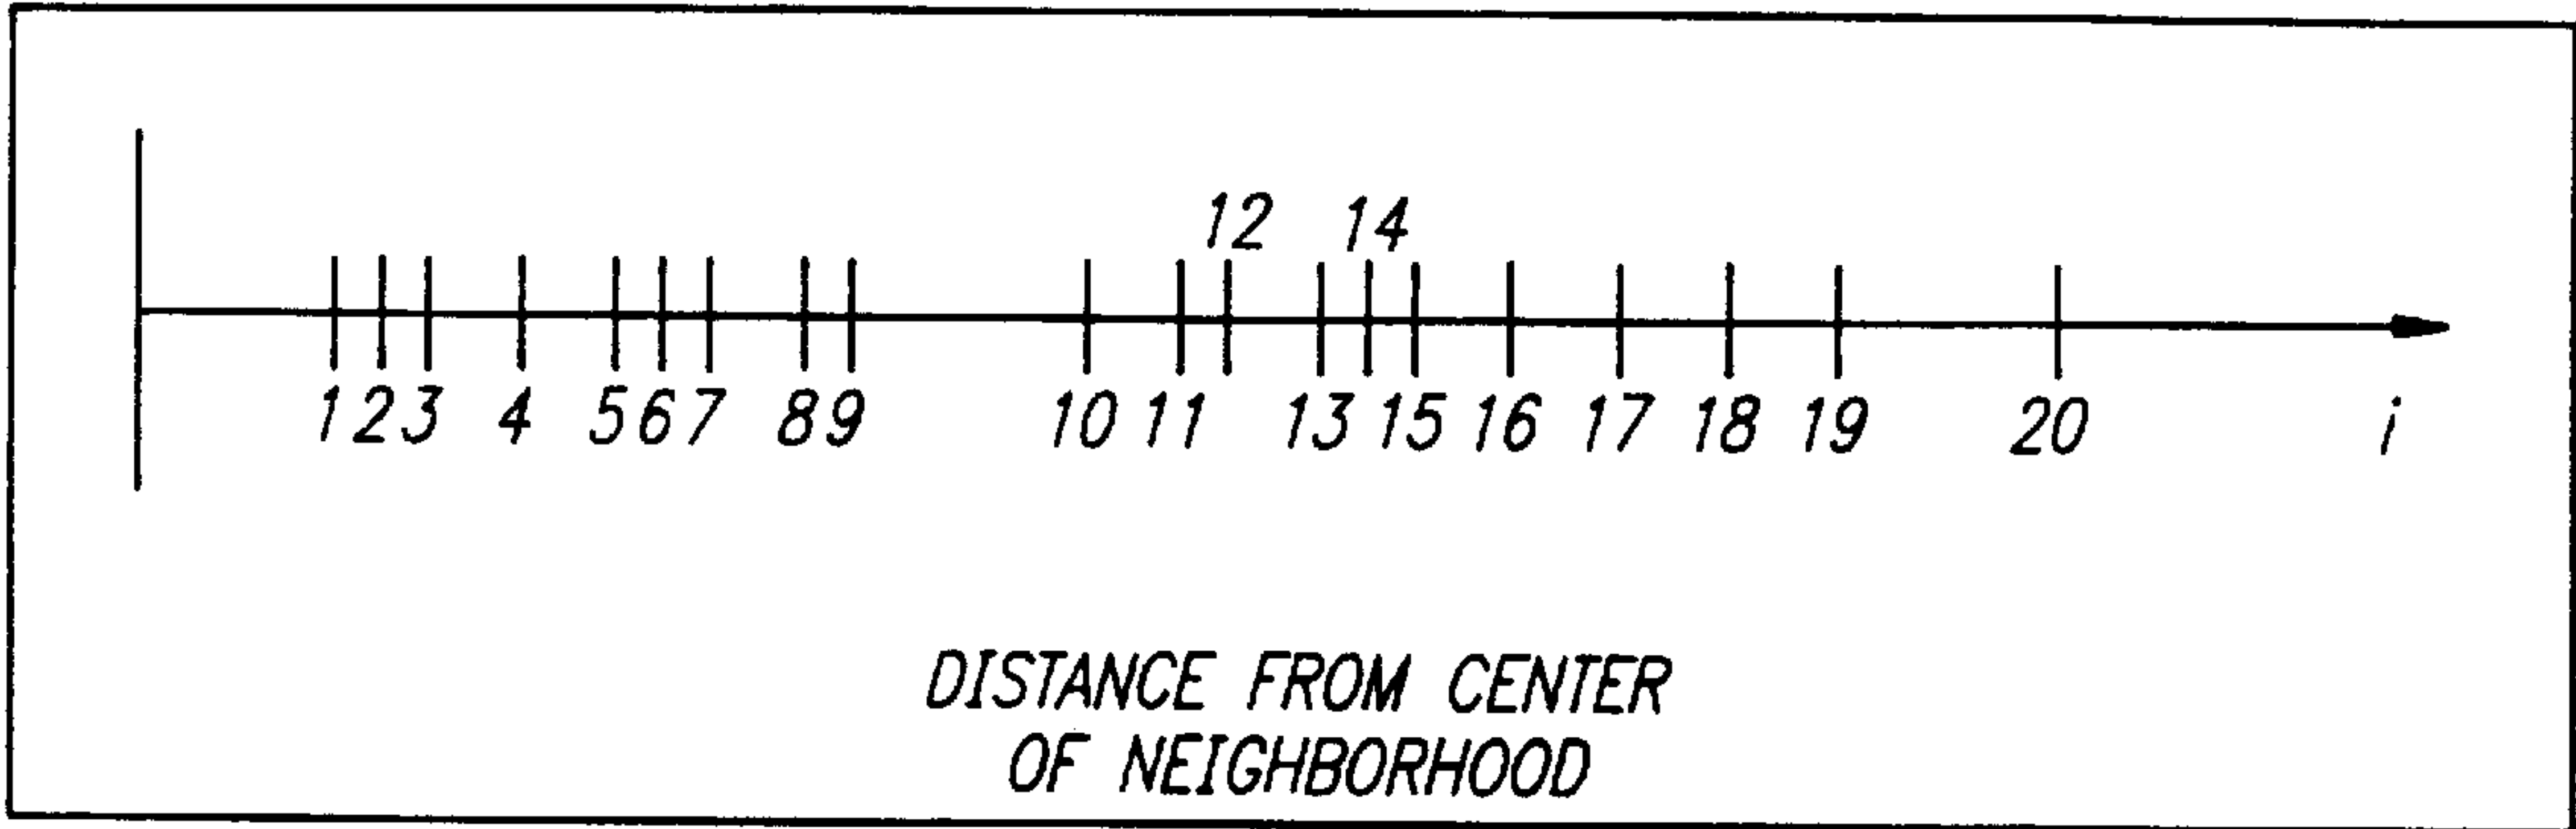 12 14
1 2 3 4 5 6 7 8 9 10 11 13 15 16 17 18 19 20 i
DISTANCE FROM CENTER
OF NEIGHBORHOOD